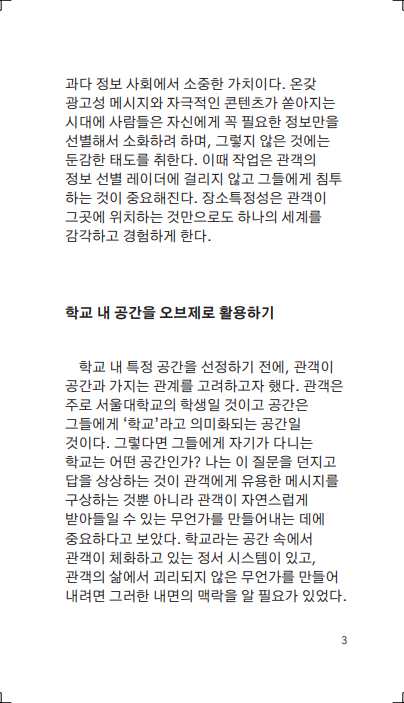 과다 정보 사회에서 소중한 가치이다. 온갖
광고성 메시지와 자극적인 콘텐츠가 쏟아지는
시대에 사람들은 자신에게 꼭 필요한 정보만을
선별해서 소화하려 하며, 그렇지 않은 것에는
둔감한 태도를 취한다. 이때 작업은 관객의
정보 선별 레이더에 걸리지 않고 그들에게 침투
하는 것이 중요해진다. 장소특정성은 관객이
그곳에 위치하는 것만으로도 하나의 세계를
감각하고 경험하게 한다.
학교 내 공간을 오브제로 활용하기
학교 내 특정 공간을 선정하기 전에, 관객이
공간과 가지는 관계를 고려하고자 했다. 관객은
주로 서울대학교의 학생일 것이고 공간은
그들에게 ‘학교’라고 의미화되는 공간일
것이다. 그렇다면 그들에게 자기가 다니는
학교는 어떤 공간인가? 나는 이 질문을 던지고
답을 상상하는 것이 관객에게 유용한 메시지를
구상하는 것뿐 아니라 관객이 자연스럽게
받아들일 수 있는 무언가를 만들어내는 데에
중요하다고 보았다. 학교라는 공간 속에서
관객이 체화하고 있는 정서 시스템이 있고,
관객의 삶에서 괴리되지 않은 무언가를 만들어
내려면 그러한 내면의 맥락을 알 필요가 있었다.
3